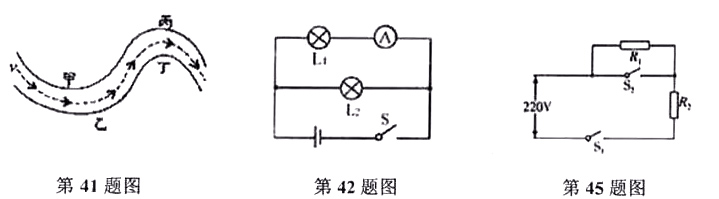 丙
甲
丁
v
乙
第 41 题图
L₁
A
L₂
S
第 42 题图
R₁
S₂
220V
R₂
S₁
第 45 题图